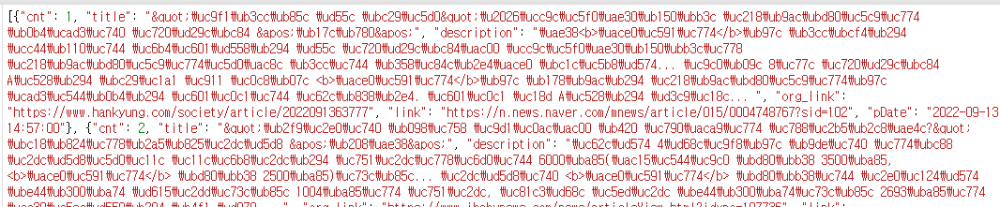 [{"cnt": 1, "title": "&quot;₩uc9f1₩ub3cc₩ub85c ₩ud55c ₩ubc29₩uc5d0&quot;₩u2026₩ucc9c₩uc5f0₩uae30₩ub150₩ubb3c ₩uc218₩ub9ac₩ubd80₩uc5c9₩uc774
₩ub0b4₩ucad3₩uc740 ₩uc720₩ud29c₩ubc84 &apos;₩ub17c₩ub780&apos;", "description": "₩uae38<b>₩uace0₩uc591₩uc774</b>₩ub97c ₩ub3cc₩ubcf4₩ub294
₩ucc44₩ub110₩uc744 ₩uc6b4₩uc601₩ud558₩ub294 ₩ud55c ₩uc720₩ud29c₩ubc84₩uac00 ₩ucc9c₩uc5f0₩uae30₩ub150₩ubb3c₩uc778
₩uc218₩ub9ac₩ubd80₩uc5c9₩uc774₩uc5d0₩uac8c ₩ub3cc₩uc744 ₩ub358₩uc84c₩ub2e4₩uace0 ₩ubc1c₩uc5b8₩ud574... ₩uc9c0₩ub09c 8₩uc77c ₩uc720₩ud29c₩ubc84
A₩uc528₩ub294 ₩ubc29₩uc1a1 ₩uc911 ₩uc0c8₩ub07c <b>₩uace0₩uc591₩uc774</b>₩ub97c ₩ub178₩ub9ac₩ub294 ₩uc218₩ub9ac₩ubd80₩uc5c9₩uc774₩ub97c
₩ucad3₩uc544₩ub0b4₩ub294 ₩uc601₩uc0c1₩uc744 ₩uc62c₩ub838₩ub2e4. ₩uc601₩uc0c1 ₩uc18d A₩uc528₩ub294 ₩ud3c9₩uc18c... ", "org_link":
"https://www.hankyung.com/society/article/2022091363777", "link": "https://n.news.naver.com/mnews/article/015/0004748767?sid=102", "pDate": "2022-09-13
14:57:00"}, {"cnt": 2, "title": "&quot;₩ub2f9₩uc2e0₩uc740 ₩ub098₩uc758 ₩uc9d1₩uc0ac₩uac00 ₩ub420 ₩uc790₩uaca9₩uc774 ₩uc788₩uc2b5₩ub2c8₩uae4c?&quot;
₩ubc18₩ub824₩uc778₩ub2a5₩ub825₩uc2dc₩ud5d8 &apos;₩ub208₩uae38&apos;", "description": "₩uc62c₩ud574 4₩ud68c₩uc9f8₩ub97c ₩ub9de₩uc740 ₩uc774₩ubc88
₩uc2dc₩ud5d8₩uc5d0₩uc11c ₩uc11c₩uc6b8₩uc2dc₩ub294 ₩uc751₩uc2dc₩uc778₩uc6d0₩uc744 6000₩uba85(₩uac15₩uc544₩uc9c0 ₩ubd80₩ubb38 3500₩uba85,
<b>₩uace0₩uc591₩uc774</b> ₩ubd80₩ubb38 2500₩uba85)₩uc73c₩ub85c... ₩uc2dc₩ud5d8₩uc740 <b>₩uace0₩uc591₩uc774</b> ₩ubd80₩ubb38₩uc744 ₩uc2e0₩uc124₩ud574
₩ube44₩ub300₩uba74 ₩ud615₩uc2dd₩uc73c₩ub85c 1004₩uba85₩uc774 ₩uc751₩uc2dc, ₩uc81c3₩ud68c ₩uc5ed₩uc2dc ₩ube44₩ub300₩uba74₩uc73c₩ub85c 2693₩uba85₩uc774